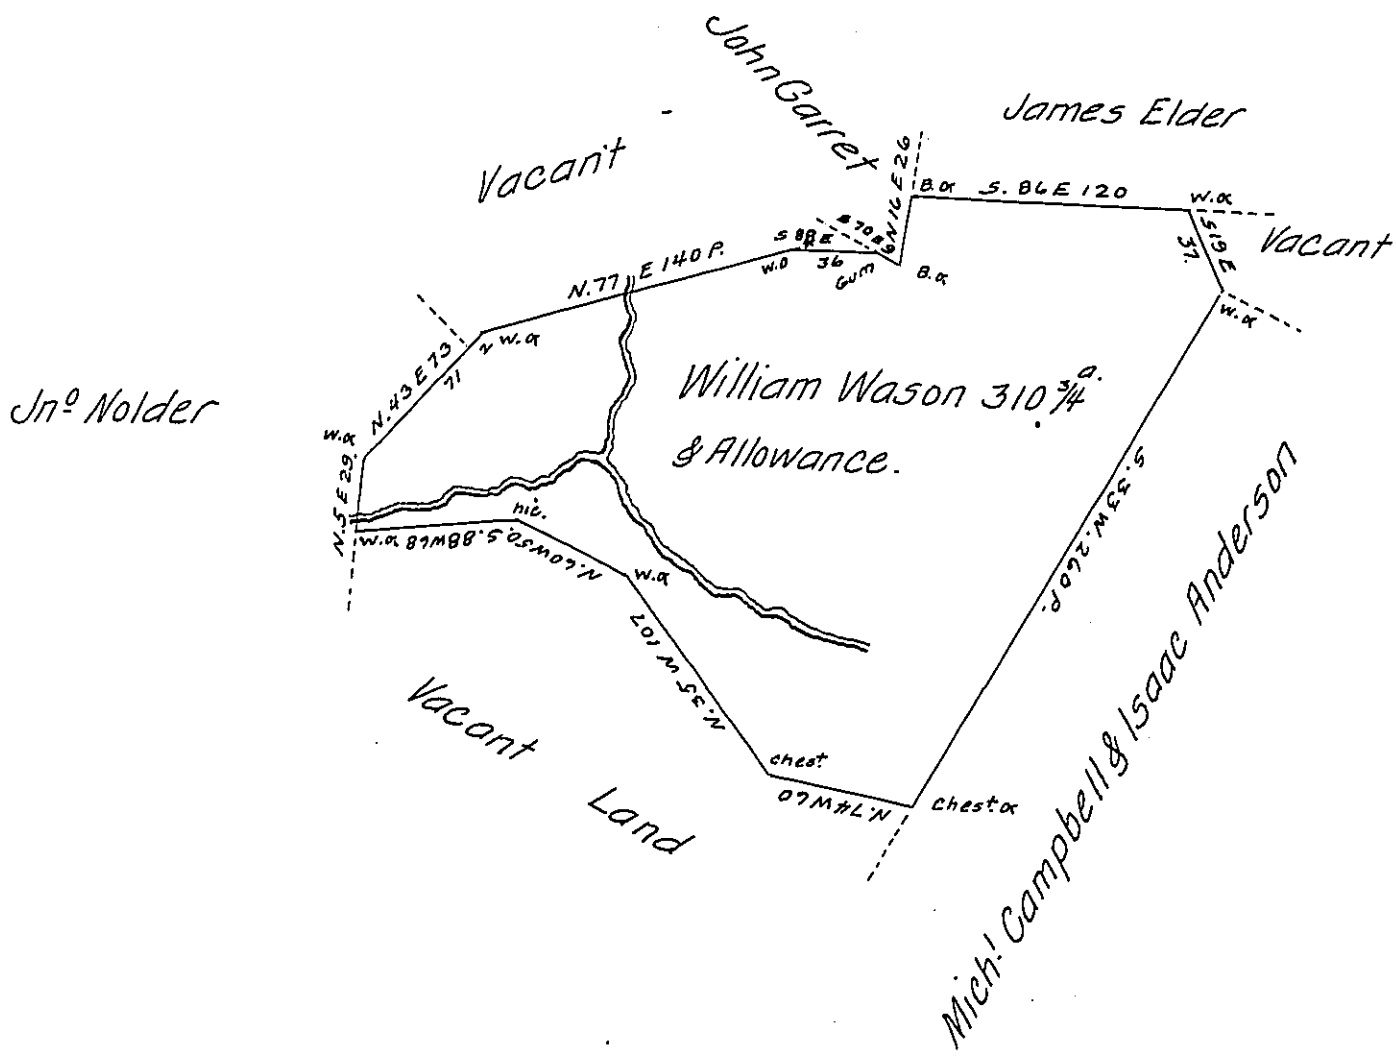 John Garret
James Elder
Vacant
N 16 E 26
B.α
S. 86 E 120
W.α
S 19 E
37.
Vacant
E 9
S 88 E
36
W.O
Gum
B.α
W.α
N. 77 E 140 P.
2 W.α
N. 43 E 73
71
Jnº Nolder
W.α
N. 5 E 29.
William Wason 310 ¾ a.
& Allowance.
S. 33 W. 260 P.
hic.
W.α
S. 88 W 68
N. 60 W 50.
W.α
N. 35 W 107
Vacant
Land
chest.
N. 74 W 60
Chest. α
Mich! Campbell & Isaac Anderson